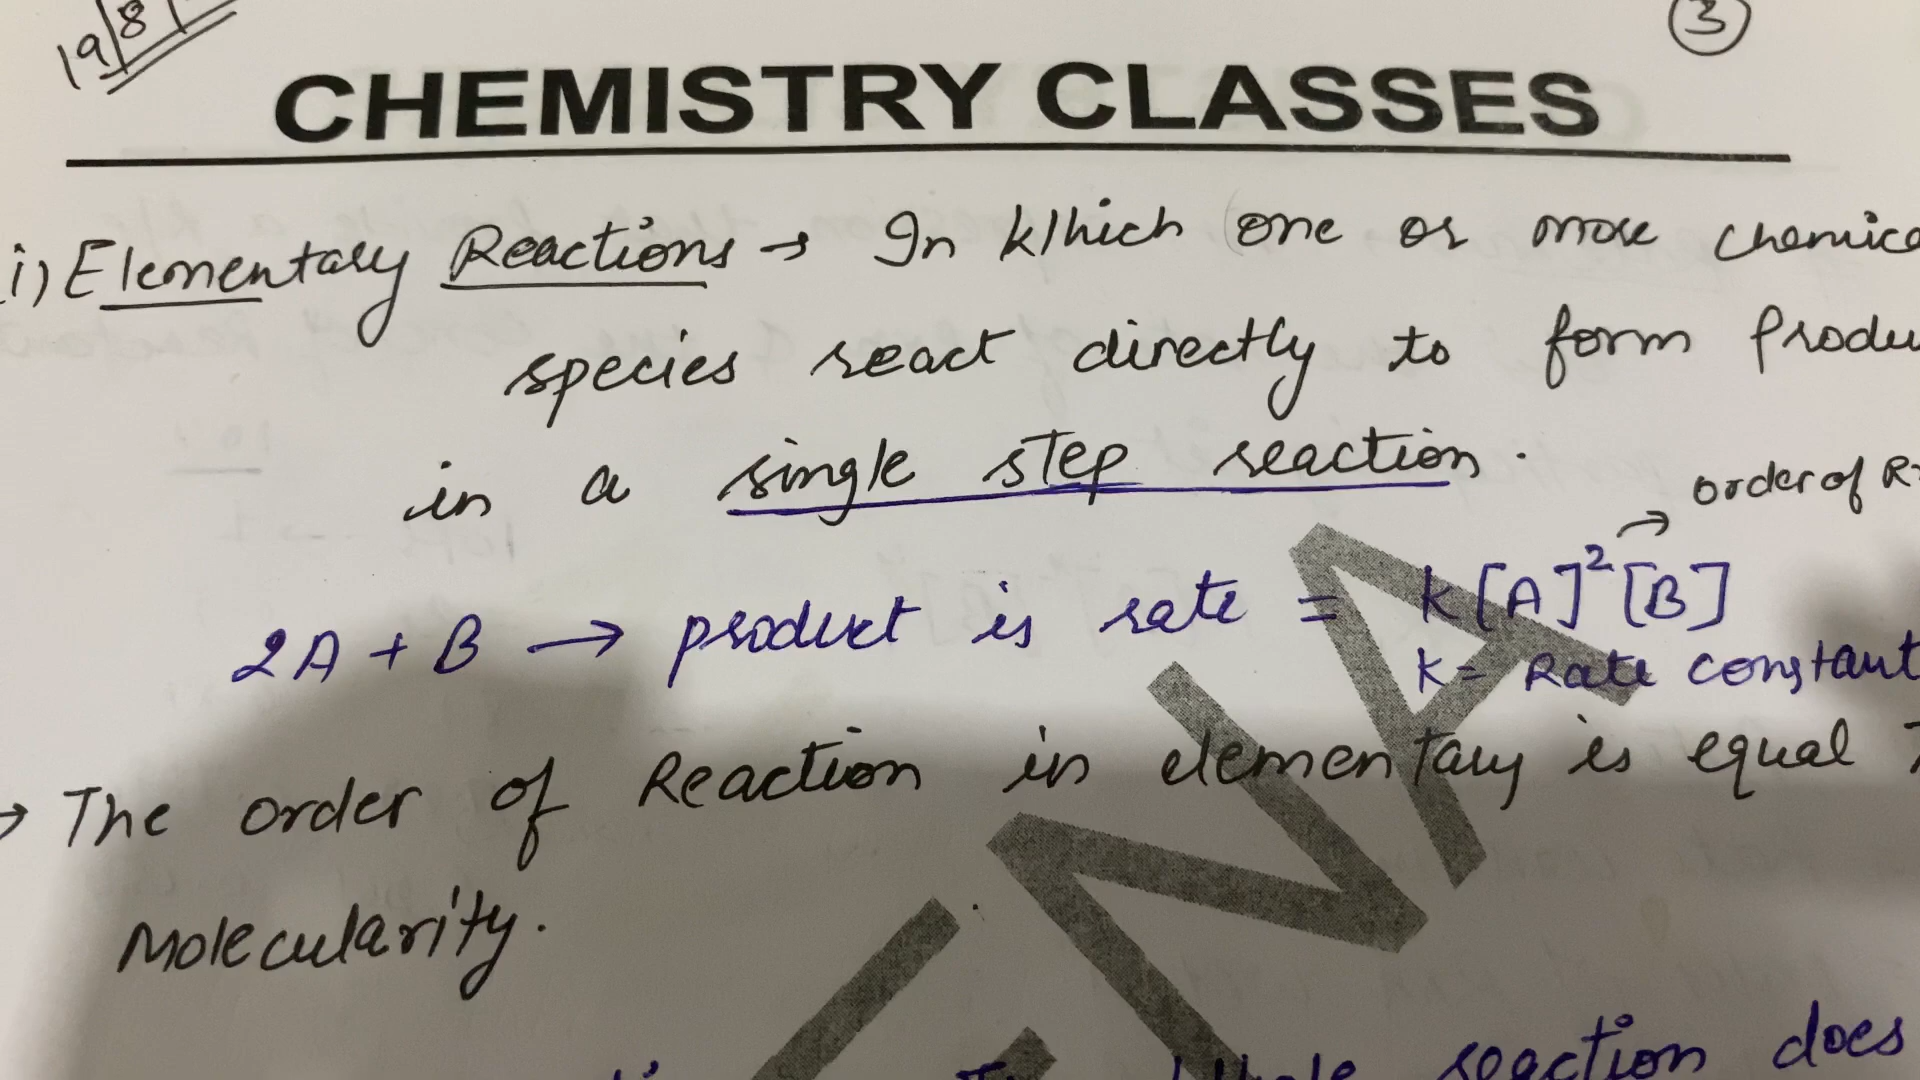 19/8
3
CHEMISTRY CLASSES
i) Elementary Reactions → In Which one or more chemica
species react directly to form Produ
in a single step reaction.
order of R
2A + B → product is rate = k[A]²[B]
k = Rate constant
→ The order of Reaction in elementary is equal
Molecularity.
reaction does
ENA